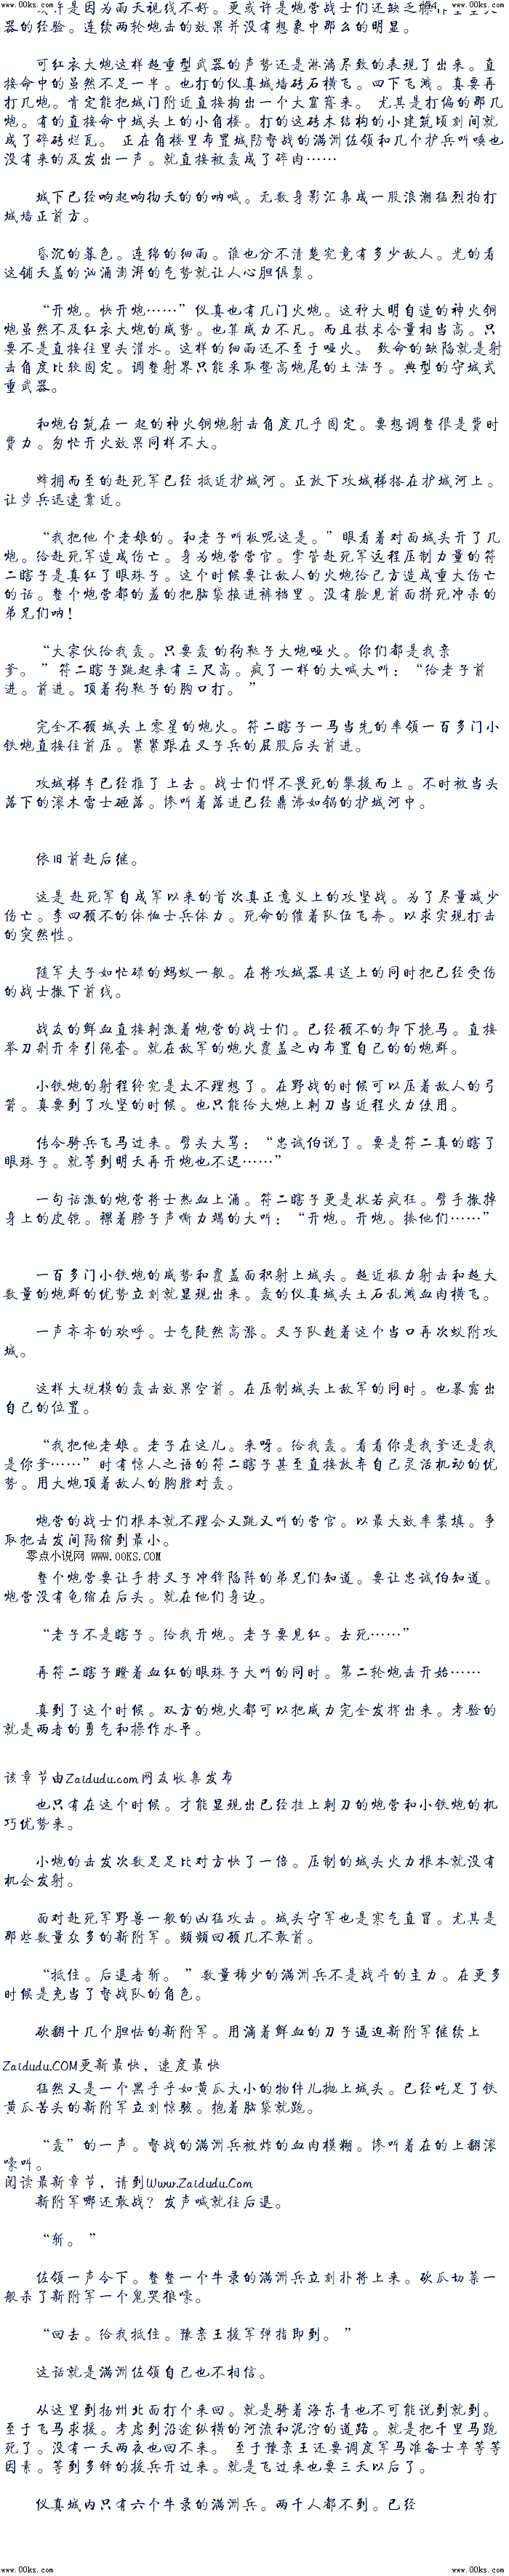 www.00ks.com www.00ks.com
许是因为雨天视线不好。更或许是炮营战士们还缺乏操作
器的经验。连续两轮炮击的效果并没有想象中那么的明显。
可红衣大炮这样超重型武器的声势还是淋漓尽致的表现了出来。直
接命中的虽然不足一半。也打的仪真城墙砖石横飞。四下飞溅。真要再
打几炮。肯定能把城门附近直接掏出一个大窟窿来。 尤其是打偏的那几
炮。有的直接命中城头上的小角楼。打的这砖木结构的小建筑顷刻间就
成了碎砖烂瓦。 正在角楼里布置城防督战的满洲佐领和几个护兵叫唤也
没有来的及发出一声。就直接被轰成了碎肉……
城下已经响起响彻天的的呐喊。无数身影汇集成一股浪潮猛烈拍打
城墙正前方。
昏沉的暮色。连绵的细雨。谁也分不清楚究竟有多少敌人。光的看
这铺天盖的汹涌澎湃的气势就让人心胆俱裂。
“开炮。快开炮……”仪真也有几门火炮。这种大明自造的神火铜
炮虽然不及红衣大炮的威势。也算威力不凡。而且技术含量相当高。只
要不是直接往里头灌水。这样的细雨还不至于哑火。 致命的缺陷就是射
击角度比较固定。调整射界只能采取垫高炮尾的土法子。典型的守城式
重武器。
和炮台筑在一起的神火铜炮射击角度几乎固定。要想调整很是费时
费力。匆忙开火效果同样不大。
蜂拥而至的赴死军已经抵近护城河。正放下攻城梯搭在护城河上。
让步兵迅速靠近。
“我把他个老娘的。和老子叫板呢这是。”眼看着对面城头开了几
炮。给赴死军造成伤亡。身为炮营营官。掌管赴死军远程压制力量的符
二瞎子是真红了眼珠子。这个时候要让敌人的火炮给己方造成重大伤亡
的话。整个炮营都的盖的把脑袋掖进裤裆里。没有脸见前面拼死冲杀的
弟兄们呐！
“大家伙给我轰。只要轰的狗鞑子大炮哑火。你们都是我亲
爹。 ”符二瞎子跳起来有三尺高。疯了一样的大喊大叫：“给老子前
进。前进。顶着狗鞑子的胸口打。 ”
完全不顾城头上零星的炮火。符二瞎子一马当先的率领一百多门小
铁炮直接往前压。紧紧跟在叉子兵的屁股后头前进。
攻城梯车已经推了上去。战士们悍不畏死的攀援而上。不时被当头
落下的滚木雷士砸落。惨叫着落进已经鼎沸如锅的护城河中。
依旧前赴后继。
这是赴死军自成军以来的首次真正意义上的攻坚战。为了尽量减少
伤亡。李四顾不的体恤士兵体力。死命的催着队伍飞奔。以求实现打击
的突然性。
随军夫子如忙碌的蚂蚁一般。在将攻城器具送上的同时把已经受伤
的战士撤下前线。
战友的鲜血直接刺激着炮营的战士们。已经顾不的卸下挽马。直接
举刀剁开牵引绳套。就在敌军的炮火覆盖之内布置自己的的炮群。
小铁炮的射程终究是太不理想了。在野战的时候可以压着敌人的弓
箭。真要到了攻坚的时候。也只能给大炮上刺刀当近程火力使用。
传令骑兵飞马过来。劈头大骂：“忠诚伯说了。要是符二真的瞎了
眼珠子。就等到明天再开炮也不迟……”
一句话激的炮营将士热血上涌。符二瞎子更是状若疯狂。劈手撤掉
身上的皮铠。裸着膀子声嘶力竭的大叫：“开炮。开炮。揍他们……”
一百多门小铁炮的威势和覆盖面积射上城头。超近极力射击和超大
数量的炮群的优势立刻就显现出来。轰的仪真城头土石乱溅血肉横飞。
一声齐齐的欢呼。士气陡然高涨。叉子队趁着这个当口再次蚁附攻
城。
这样大规模的轰击效果空前。在压制城头上敌军的同时。也暴露出
自己的位置。
“我把他老娘。老子在这儿。来呀。给我轰。看看你是我爹还是我
是你爹……”时有惊人之语的符二瞎子甚至直接放弃自己灵活机动的优
势。用大炮顶着敌人的胸膛对轰。
炮营的战士们根本就不理会又跳又叫的营官。以最大效率装填。争
取把击发间隔缩到最小。
零点小说网 www.00KS.com
整个炮营要让手持叉子冲锋陷阵的弟兄们知道。要让忠诚伯知道。
炮营没有龟缩在后头。就在他们身边。
“老子不是瞎子。给我开炮。老子要见红。去死……”
再符二瞎子瞪着血红的眼珠子大叫的同时。第二轮炮击开始……
真到了这个时候。双方的炮火都可以把威力完全发挥出来。考验的
就是两者的勇气和操作水平。
该章节由Zaidudu.com网友收集发布
也只有在这个时候。才能显现出已经挂上刺刀的炮营和小铁炮的机
巧优势来。
小炮的击发次数足足比对方快了一倍。压制的城头火力根本就没有
机会发射。
面对赴死军野兽一般的凶猛攻击。城头守军也是寒气直冒。尤其是
那些数量众多的新附军。频频回顾几不敢前。
“抵住。后退者斩。 ”数量稀少的满洲兵不是战斗的主力。在更多
时候是充当了督战队的角色。
砍翻十几个胆怯的新附军。用滴着鲜血的刀子逼迫新附军继续上
Zaidudu.COM更新最快，速度最快
猛然又是一个黑乎乎如黄瓜大小的物件儿抛上城头。已经吃足了铁
黄瓜苦头的新附军立刻惊骇。抱着脑袋就跑。
“轰”的一声。督战的满洲兵被炸的血肉模糊。惨叫着在的上翻滚
嚎叫。
阅读最新章节，请到Www.Zaidudu.Com
新附军哪还敢战？发声喊就往后退。
“斩。 ”
佐领一声令下。整整一个牛录的满洲兵立刻扑将上来。砍瓜切菜一
般杀了新附军一个鬼哭狼嚎。
“回去。给我抵住。豫亲王援军弹指即到。 ”
这话就是满洲佐领自己也不相信。
从这里到扬州北面打个来回。就是骑着海东青也不可能说到就到。
至于飞马求援。考虑到沿途纵横的河流和泥泞的道路。就是把千里马跑
死了。没有一天两夜也回不来。 至于豫亲王还要调度军马准备士卒等等
因素。等到多铎的援兵开过来。就是飞过来也要三天以后了。
仪真城内只有六个牛录的满洲兵。两千人都不到。已经
www.00ks.com www.00ks.com